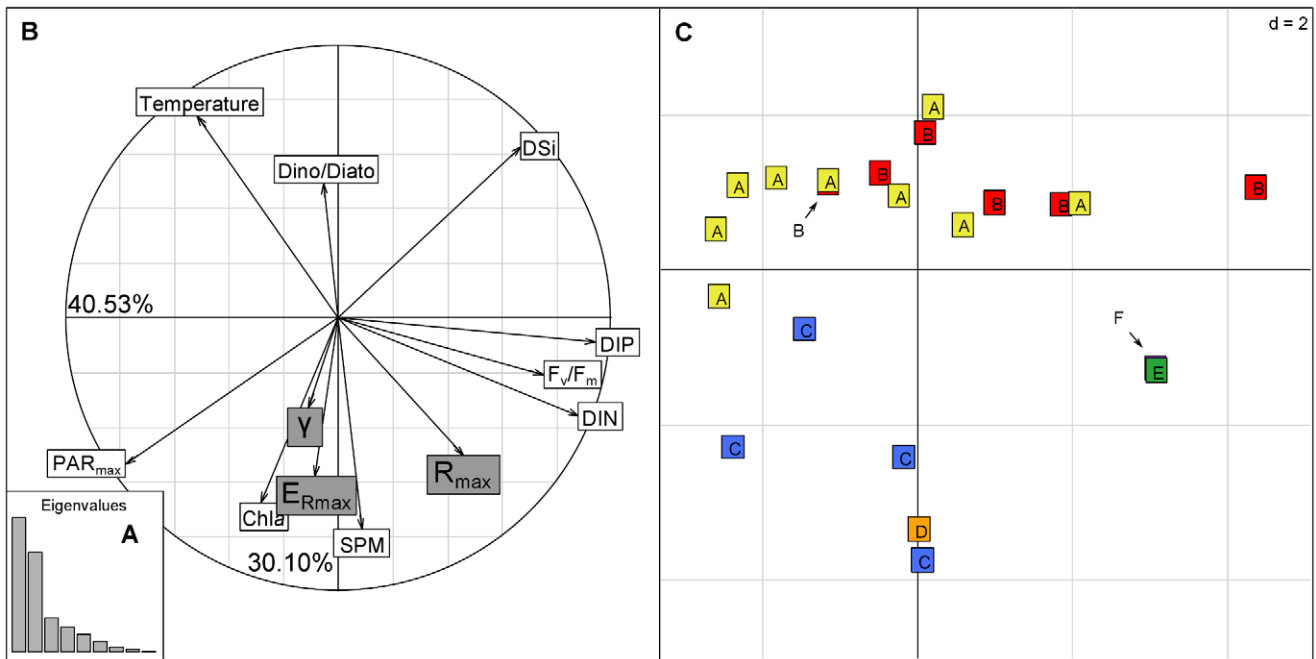 B
Temperature
Dino/Diato
DSi
40.53%
DIP
Fv/Fm
DIN
γ
Rmax
PARmax
ERmax
Chla
SPM
30.10%
Eigenvalues
A
C
d = 2
A
B
A
A
A
B
A
B
B
A
B
B
A
A
A
C
F
E
C
C
D
C